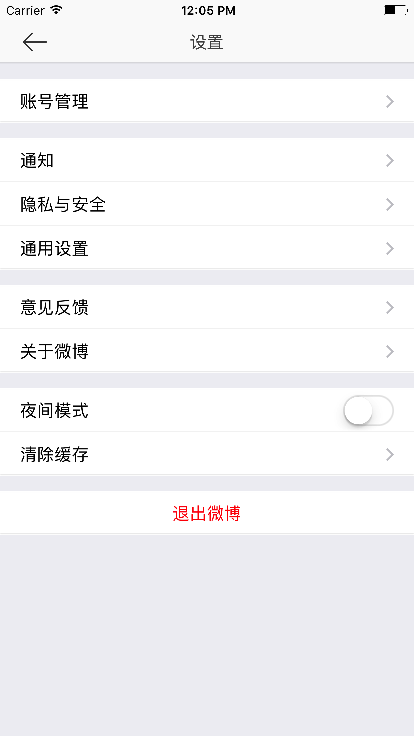 Carrier 12:05 PM
设置
账号管理
通知
隐私与安全
通用设置
意见反馈
关于微博
夜间模式
清除缓存
退出微博